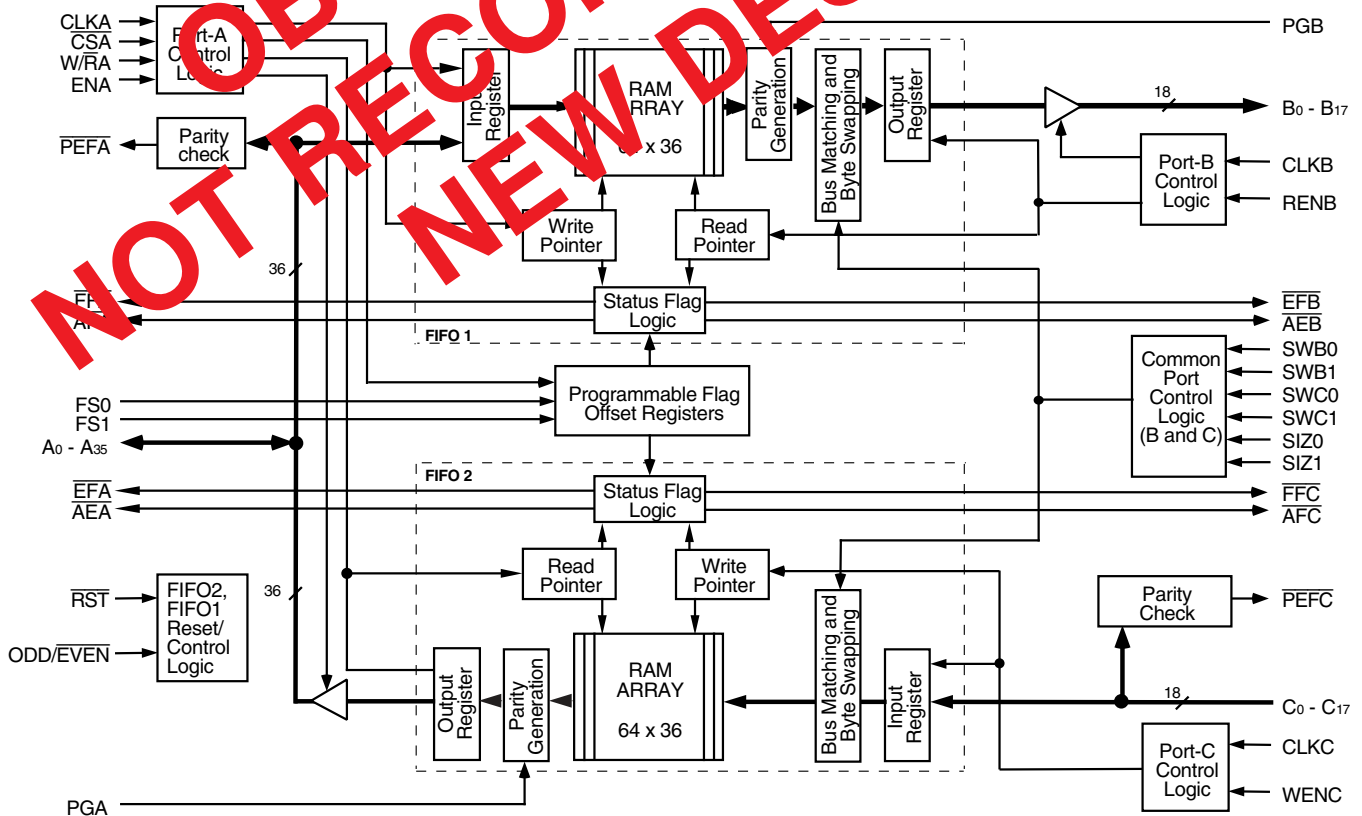 CLKA
CSA
W/RA
ENA
Port-A
Control
Logic
PEFA
Parity
check
36
Register
RAM
ARRAY
x 36
Parity
Generation
Bus Matching and
Byte Swapping
Output
Register
PGB
18
B0 - B17
Port-B
Control
Logic
CLKB
RENB
Write
Pointer
Read
Pointer
Status Flag
Logic
FIFO 1
EFB
AEB
NOT
NEW
Programmable Flag
Offset Registers
FS0
FS1
A0 - A35
Common
Port
Control
Logic
(B and C)
SWB0
SWB1
SWC0
SWC1
SIZ0
SIZ1
FIFO 2
EFA
AEA
Status Flag
Logic
FFC
AFC
Read
Pointer
Write
Pointer
36
RST
ODD/EVEN
FIFO2,
FIFO1
Reset/
Control
Logic
Output
Register
Parity
Generation
RAM
ARRAY
64 x 36
Bus Matching and
Byte Swapping
Input
Register
Parity
Check
PEFC
18
C0 - C17
Port-C
Control
Logic
CLKC
WENC
PGA